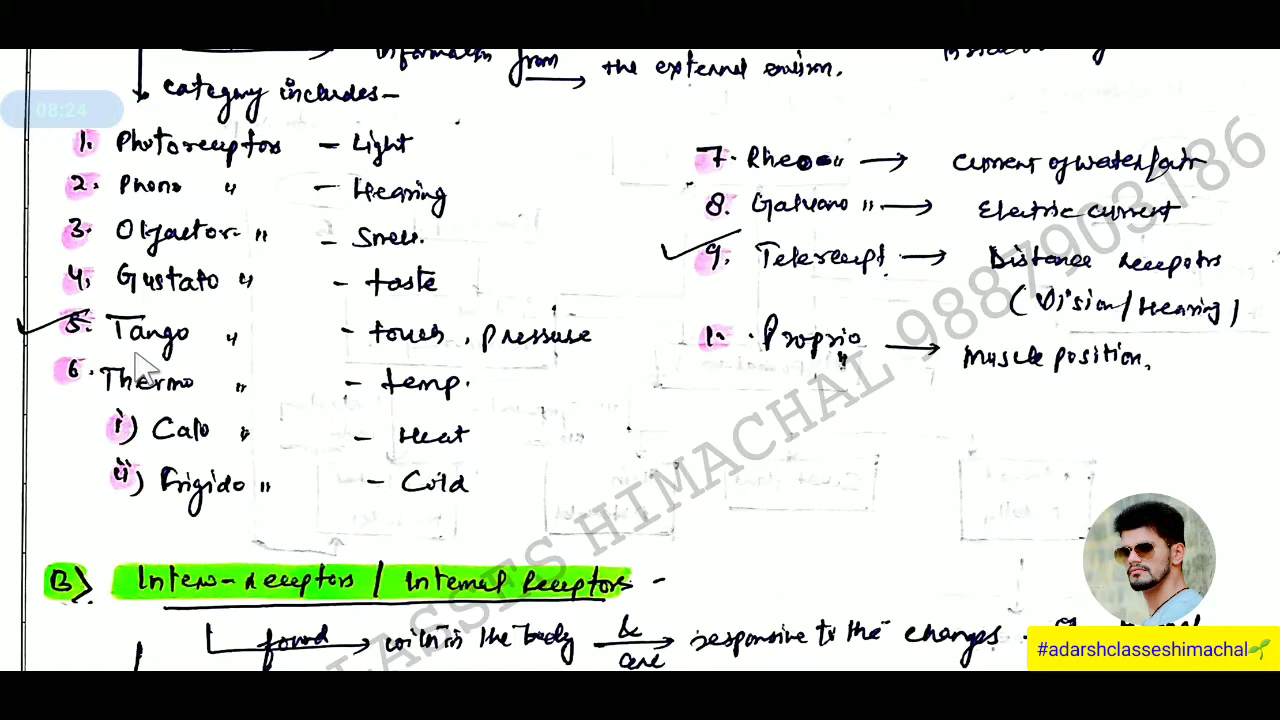 Information from the external environ.
category includes-
08:24
1. Photoreceptors - Light
2. Phono " - Hearing
3. Olfactor- " - Smell.
4. Gustato " - taste
5. Tango " - touch, pressure
6. Thermo " - temp.
i) Calo " - Heat
ii) Frigido " - Cold
7. Rheo " → current of water/air
8. Galvano " → Electric current
9. Telerecept. → Distance receptors
(Vision/Hearing)
1. Proprio " → Muscle position.
CLASSES HIMACHAL 9887903186
B) Intero-receptors / Internal Receptors -
found → within the body & are → responsive to the changes
#adarshclasseshimachal🌱